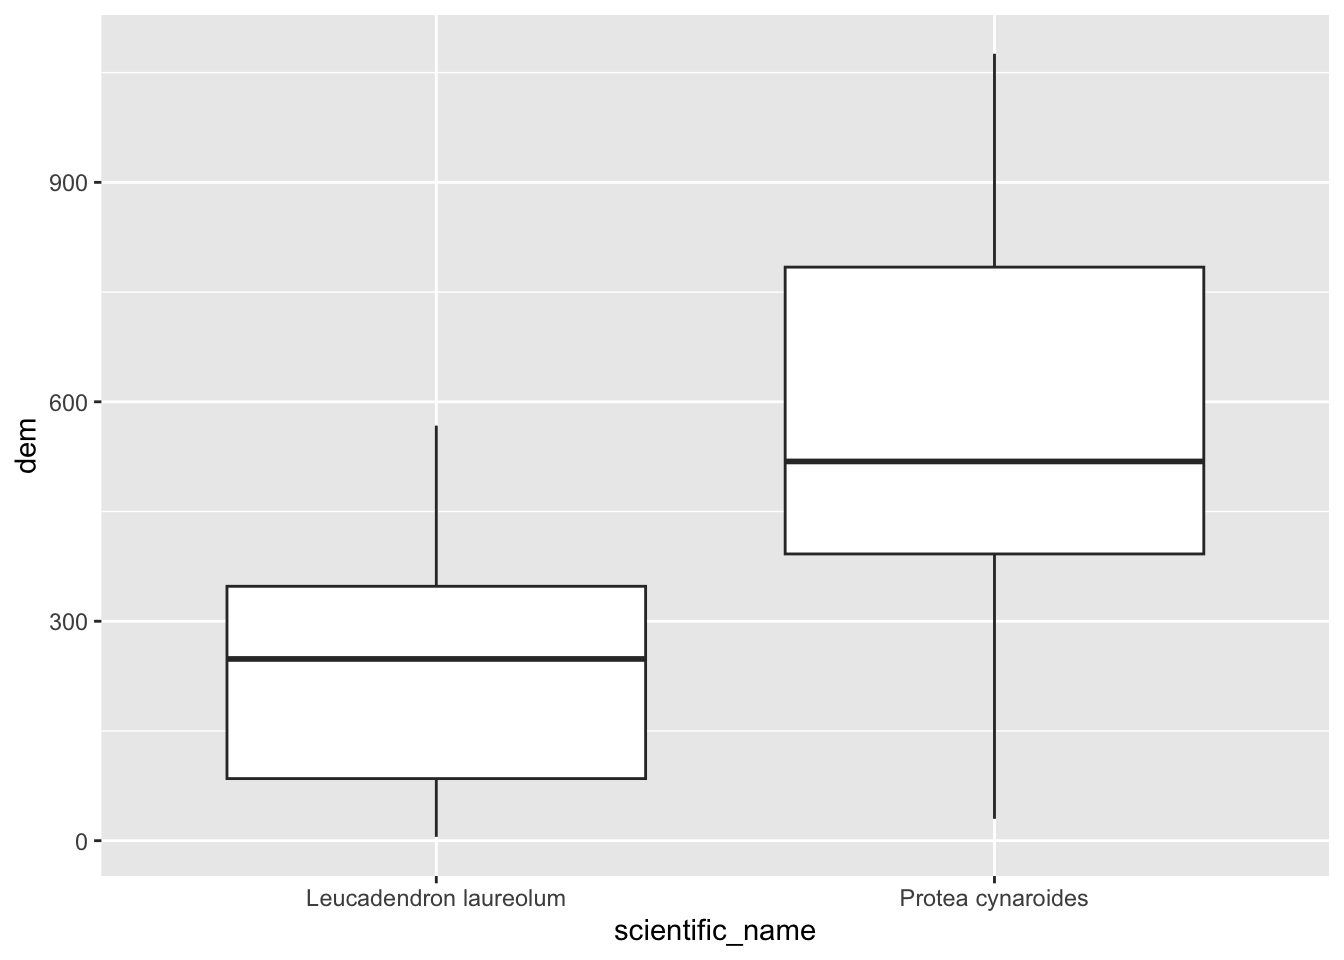 dem
900
600
300
0
Leucadendron laureolum
Protea cynaroides
scientific_name